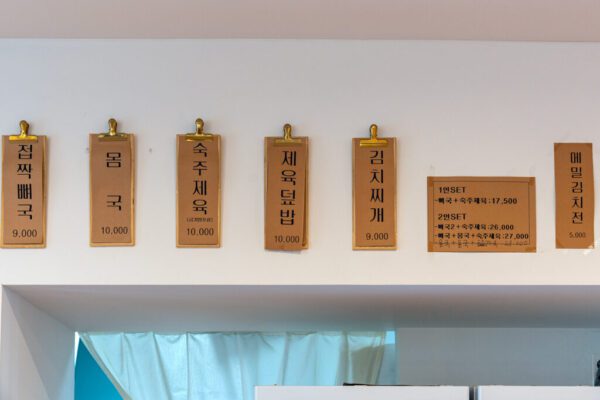 접짝뼈국
9,000
몸국
10,000
숙주제육
10,000
제육덮밥
10,000
김치찌개
9,000
1인SET
-뼈국+숙주제육:17,500
2인SET
-뼈국2+숙주제육:26,000
-뼈국+몸국+숙주제육:27,000
메밀김치전
5,000